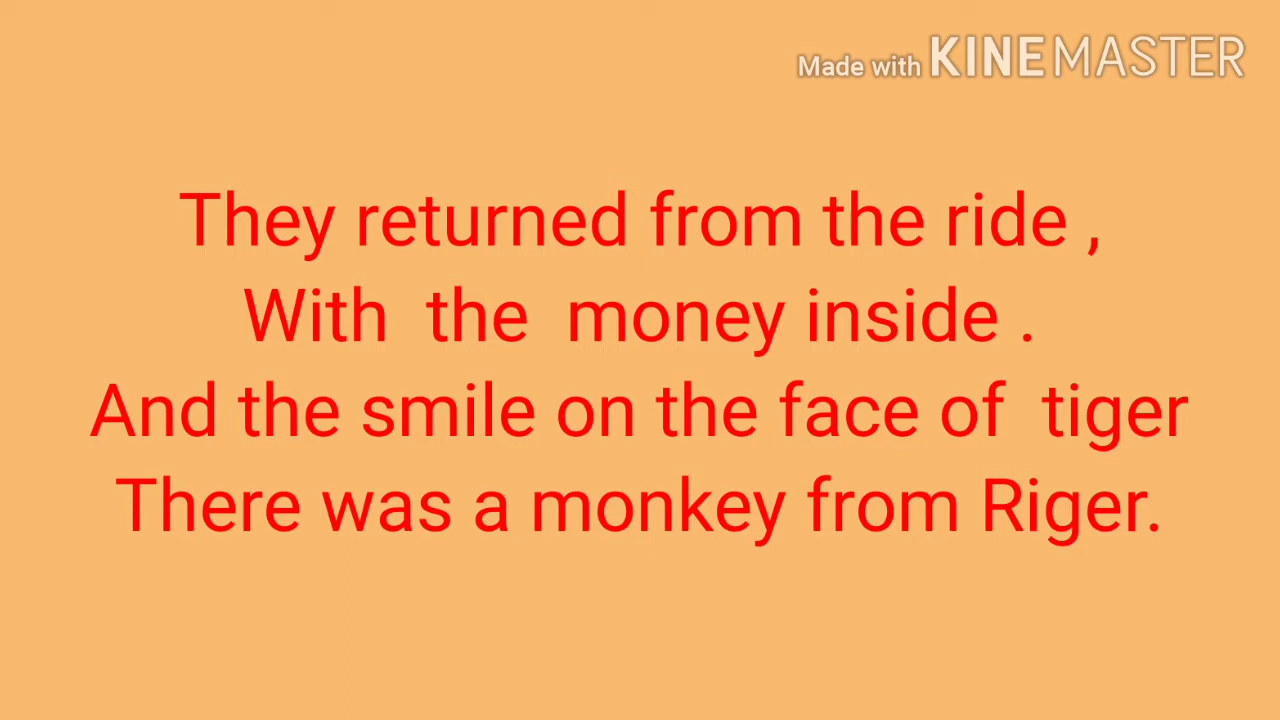 Made with KINEMASTER
They returned from the ride ,
With the money inside .
And the smile on the face of tiger
There was a monkey from Riger.